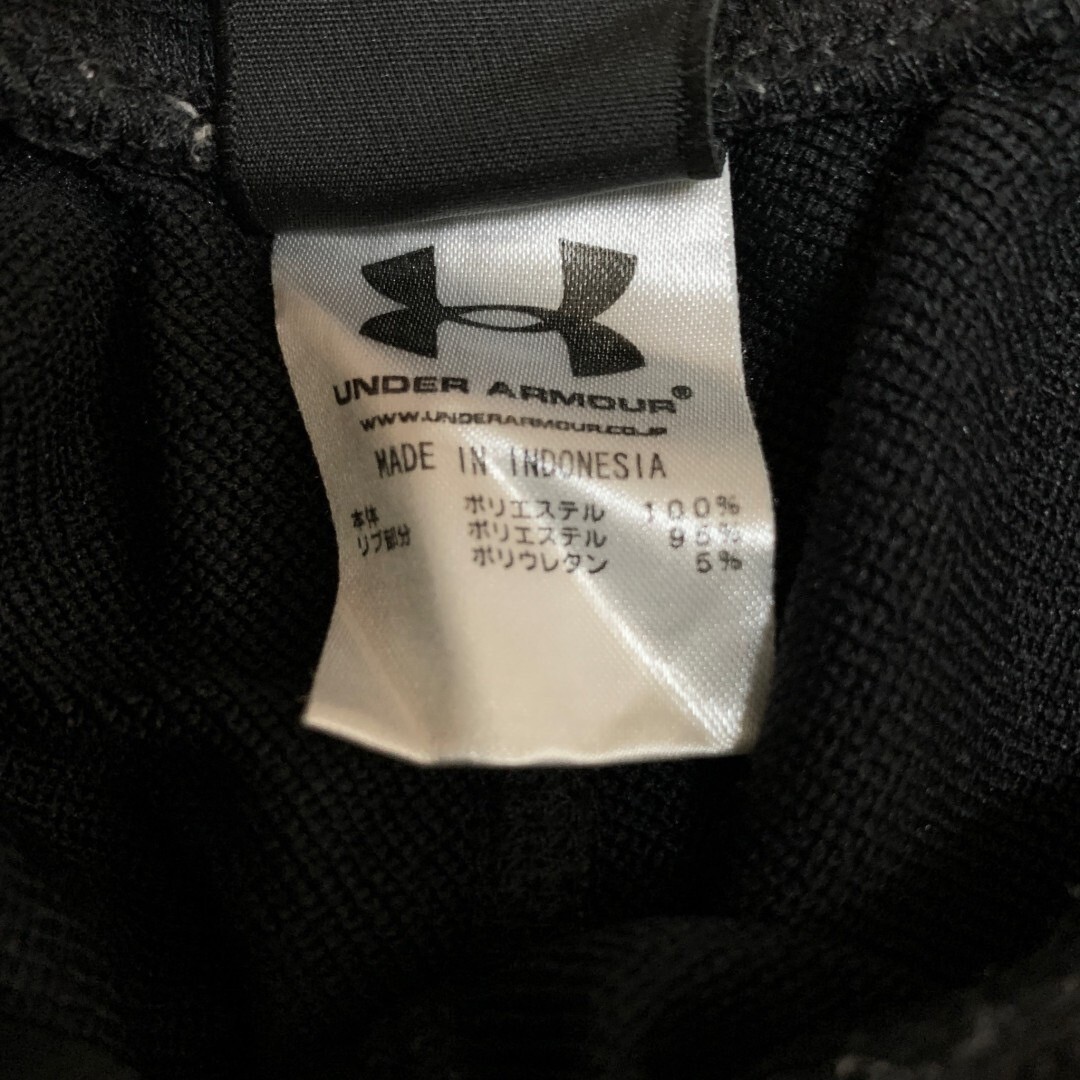 UNDER ARMOUR®
WWW.UNDERARMOUR.CO.JP
MADE IN INDONESIA
本体 ポリエステル 100%
リブ部分 ポリエステル 95%
ポリウレタン 5%